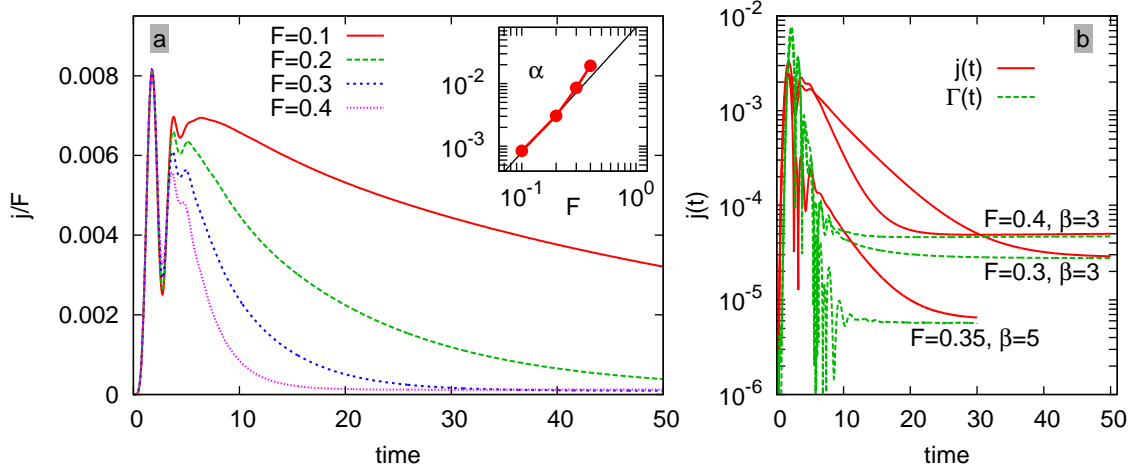 a
F=0.1
F=0.2
F=0.3
F=0.4
α
10⁻²
10⁻³
10⁻¹ 10⁰
F
0.008
0.006
0.004
0.002
0
j/F
0 10 20 30 40 50
time
b
j(t)
Γ(t)
10⁻²
10⁻³
10⁻⁴
10⁻⁵
10⁻⁶
j(t)
F=0.4, β=3
F=0.3, β=3
F=0.35, β=5
0 10 20 30 40 50
time